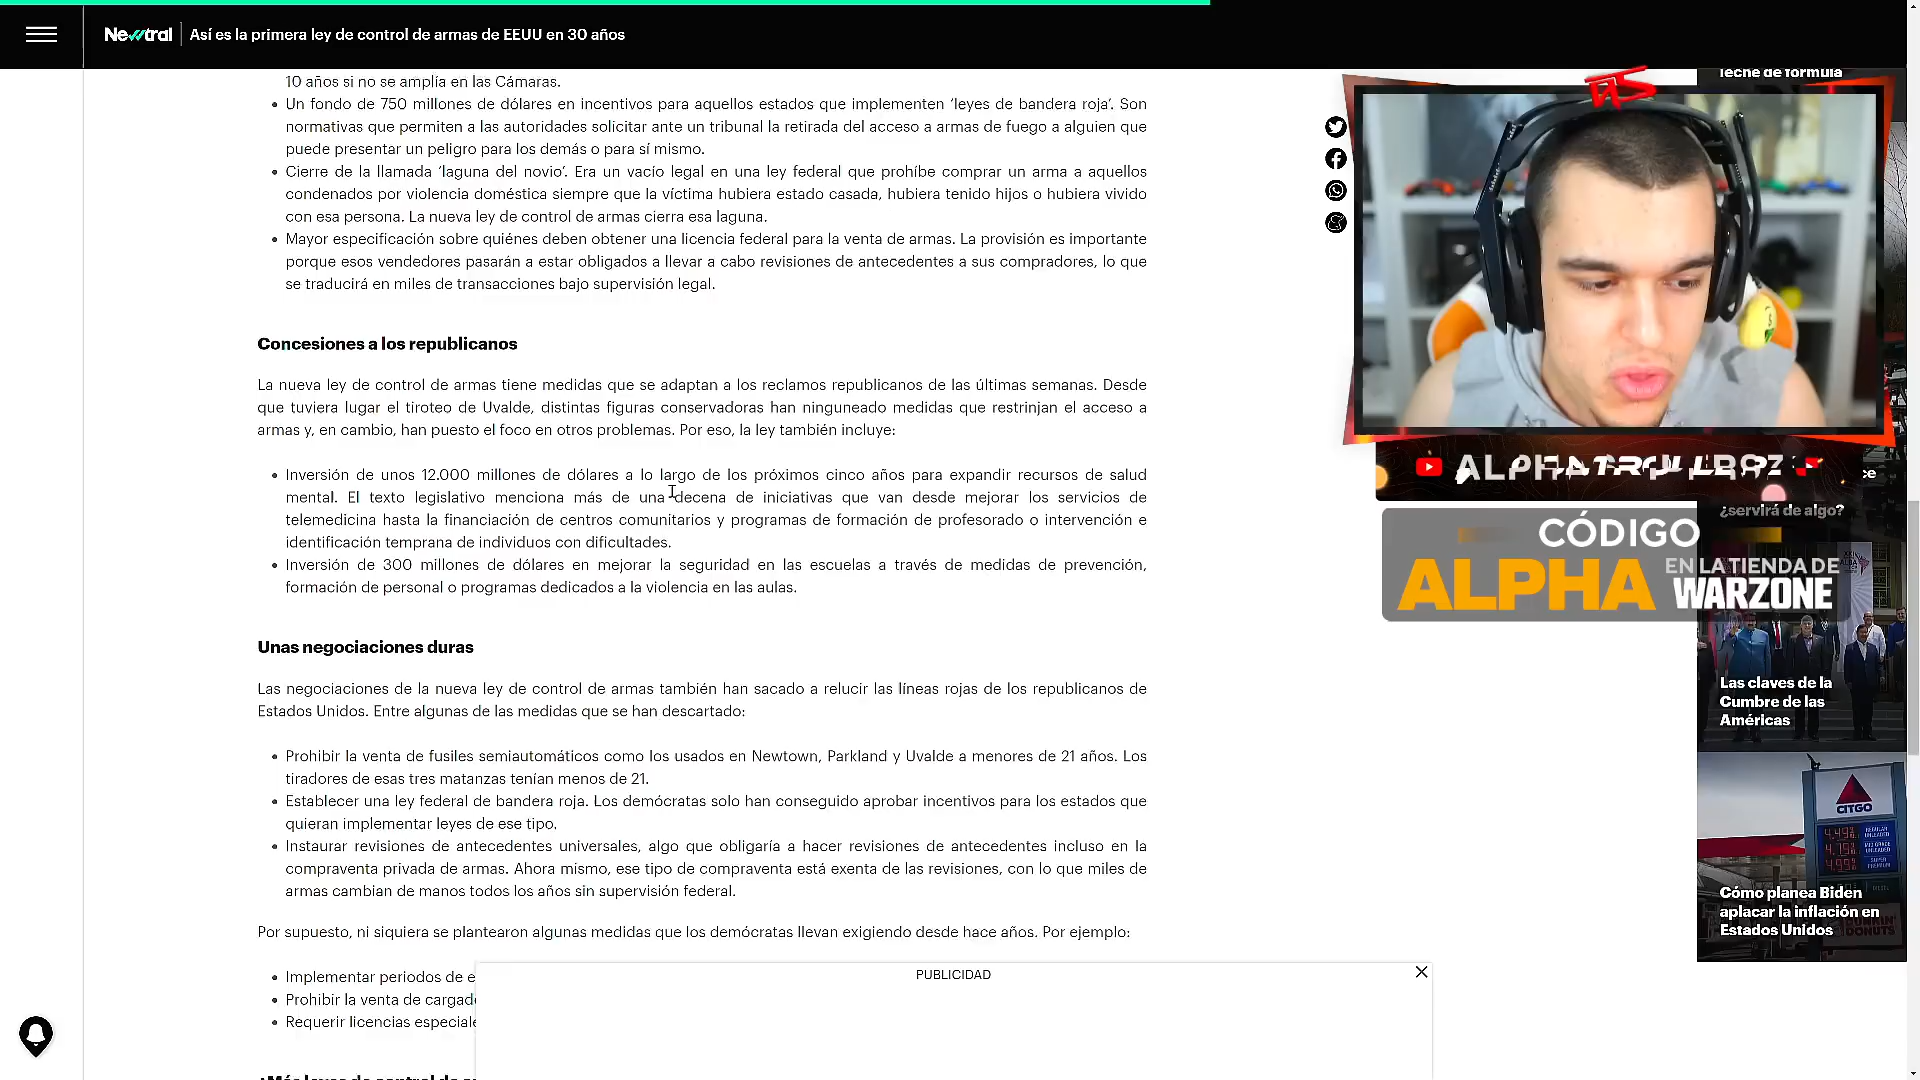 Newtral
Así es la primera ley de control de armas de EEUU en 30 años
10 años si no se amplía en las Cámaras.
Un fondo de 750 millones de dólares en incentivos para aquellos estados que implementen ‘leyes de bandera roja’. Son
normativas que permiten a las autoridades solicitar ante un tribunal la retirada del acceso a armas de fuego a alguien que
puede presentar un peligro para los demás o para sí mismo.
Cierre de la llamada ‘laguna del novio’. Era un vacío legal en una ley federal que prohíbe comprar un arma a aquellos
condenados por violencia doméstica siempre que la víctima hubiera estado casada, hubiera tenido hijos o hubiera vivido
con esa persona. La nueva ley de control de armas cierra esa laguna.
Mayor especificación sobre quiénes deben obtener una licencia federal para la venta de armas. La provisión es importante
porque esos vendedores pasarán a estar obligados a llevar a cabo revisiones de antecedentes a sus compradores, lo que
se traducirá en miles de transacciones bajo supervisión legal.
Concesiones a los republicanos
La nueva ley de control de armas tiene medidas que se adaptan a los reclamos republicanos de las últimas semanas. Desde
que tuviera lugar el tiroteo de Uvalde, distintas figuras conservadoras han ninguneado medidas que restrinjan el acceso a
armas y, en cambio, han puesto el foco en otros problemas. Por eso, la ley también incluye:
Inversión de unos 12.000 millones de dólares a lo largo de los próximos cinco años para expandir recursos de salud
mental. El texto legislativo menciona más de una decena de iniciativas que van desde mejorar los servicios de
telemedicina hasta la financiación de centros comunitarios y programas de formación de profesorado o intervención e
identificación temprana de individuos con dificultades.
Inversión de 300 millones de dólares en mejorar la seguridad en las escuelas a través de medidas de prevención,
formación de personal o programas dedicados a la violencia en las aulas.
Unas negociaciones duras
Las negociaciones de la nueva ley de control de armas también han sacado a relucir las líneas rojas de los republicanos de
Estados Unidos. Entre algunas de las medidas que se han descartado:
Prohibir la venta de fusiles semiautomáticos como los usados en Newtown, Parkland y Uvalde a menores de 21 años. Los
tiradores de esas tres matanzas tenían menos de 21.
Establecer una ley federal de bandera roja. Los demócratas solo han conseguido aprobar incentivos para los estados que
quieran implementar leyes de ese tipo.
Instaurar revisiones de antecedentes universales, algo que obligaría a hacer revisiones de antecedentes incluso en la
compraventa privada de armas. Ahora mismo, ese tipo de compraventa está exenta de las revisiones, con lo que miles de
armas cambian de manos todos los años sin supervisión federal.
Por supuesto, ni siquiera se plantearon algunas medidas que los demócratas llevan exigiendo desde hace años. Por ejemplo:
Implementar periodos de e
Prohibir la venta de cargad
Requerir licencias especiale
PUBLICIDAD
leche de fórmula
ce
¿servirá de algo?
CÓDIGO
ALPHA EN LA TIENDA DE
WARZONE
Las claves de la
Cumbre de las
Américas
CITGO
Cómo planea Biden
aplacar la inflación en
Estados Unidos